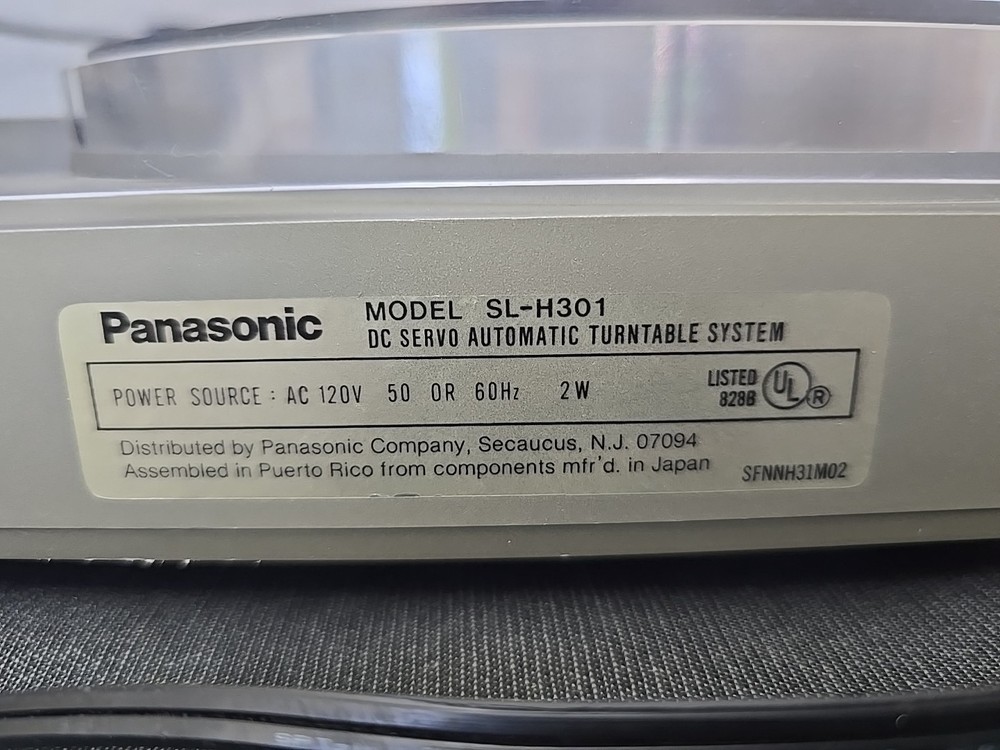 Panasonic MODEL SL-H301
DC SERVO AUTOMATIC TURNTABLE SYSTEM
POWER SOURCE : AC 120V 50 OR 60Hz 2W
LISTED
828B
UL ®
Distributed by Panasonic Company, Secaucus, N.J. 07094
Assembled in Puerto Rico from components mfr'd. in Japan
SFNNH31M02